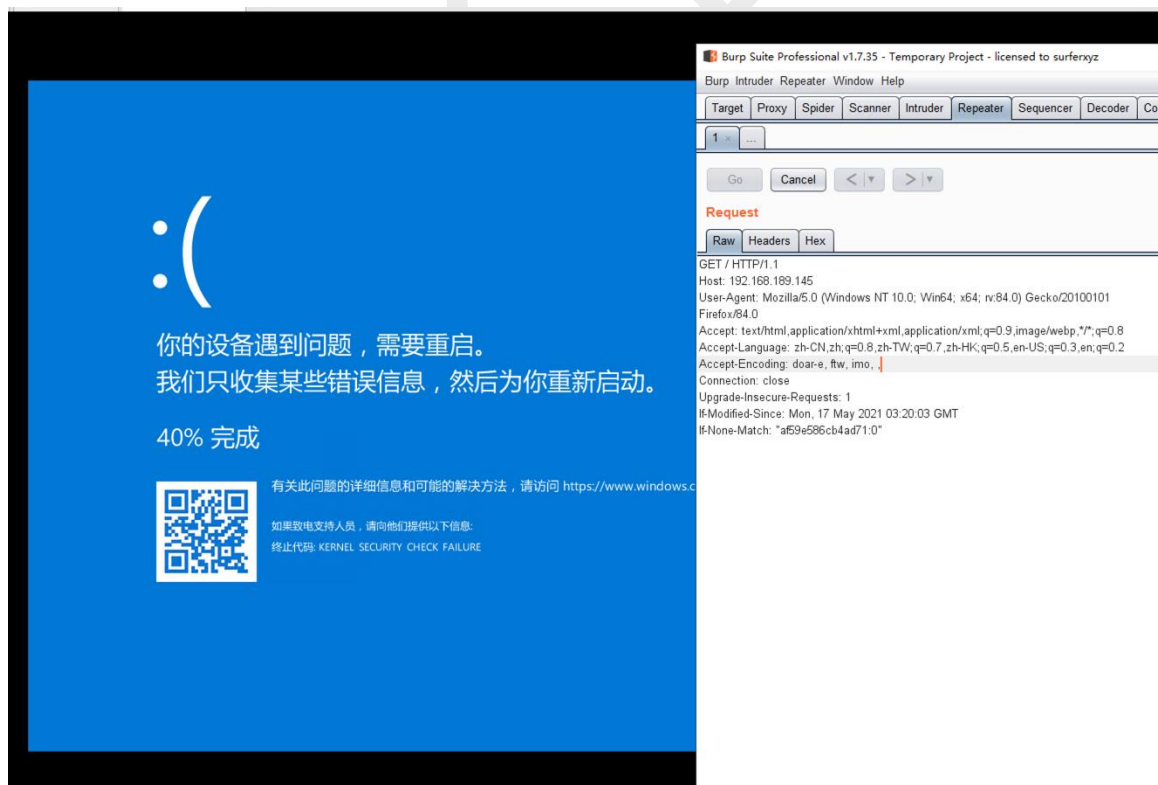 :(
你的设备遇到问题，需要重启。
我们只收集某些错误信息，然后为你重新启动。
40% 完成
有关此问题的详细信息和可能的解决方法，请访问 https://www.windows.c
如果致电支持人员，请向他们提供以下信息:
终止代码: KERNEL SECURITY CHECK FAILURE
Burp Suite Professional v1.7.35 - Temporary Project - licensed to surferxyz
Burp Intruder Repeater Window Help
Target Proxy Spider Scanner Intruder Repeater Sequencer Decoder Co
1 × ...
Go Cancel < | ▼ > | ▼
Request
Raw Headers Hex
GET / HTTP/1.1
Host: 192.168.189.145
User-Agent: Mozilla/5.0 (Windows NT 10.0; Win64; x64; rv:84.0) Gecko/20100101
Firefox/84.0
Accept: text/html,application/xhtml+xml,application/xml;q=0.9,image/webp,*/*;q=0.8
Accept-Language: zh-CN,zh;q=0.8,zh-TW;q=0.7,zh-HK;q=0.5,en-US;q=0.3,en;q=0.2
Accept-Encoding: doar-e, ftw, imo, ,
Connection: close
Upgrade-Insecure-Requests: 1
If-Modified-Since: Mon, 17 May 2021 03:20:03 GMT
If-None-Match: "af59e586cb4ad71:0"